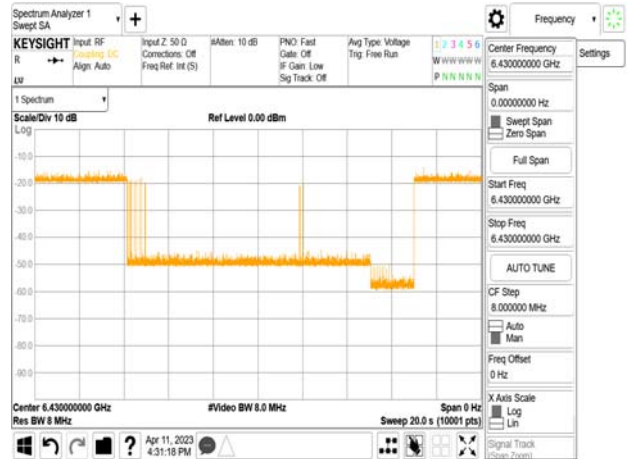 Spectrum Analyzer 1
Swept SA
+
Frequency
KEYSIGHT
Input: RF
Coupling: DC
Align: Auto
Input Z: 50 Ω
Corrections: Off
Freq Ref: Int (S)
#Atten: 10 dB
PNO: Fast
Gate: Off
IF Gain: Low
Sig Track: Off
Avg Type: Voltage
Trig: Free Run
1 2 3 4 5 6
W W W W W W
P N N N N N
R
LXI
Center Frequency
6.430000000 GHz
Settings
Span
0.00000000 Hz
Swept Span
Zero Span
Full Span
Start Freq
6.430000000 GHz
Stop Freq
6.430000000 GHz
AUTO TUNE
CF Step
8.000000 MHz
Auto
Man
Freq Offset
0 Hz
X Axis Scale
Log
Lin
Signal Track
(Span Zoom)
1 Spectrum
Scale/Div 10 dB
Ref Level 0.00 dBm
Log
-10.0
-20.0
-30.0
-40.0
-50.0
-60.0
-70.0
-80.0
-90.0
Center 6.430000000 GHz
#Video BW 8.0 MHz
Span 0 Hz
Res BW 8 MHz
Sweep 20.0 s (10001 pts)
?
Apr 11, 2023
4:31:18 PM